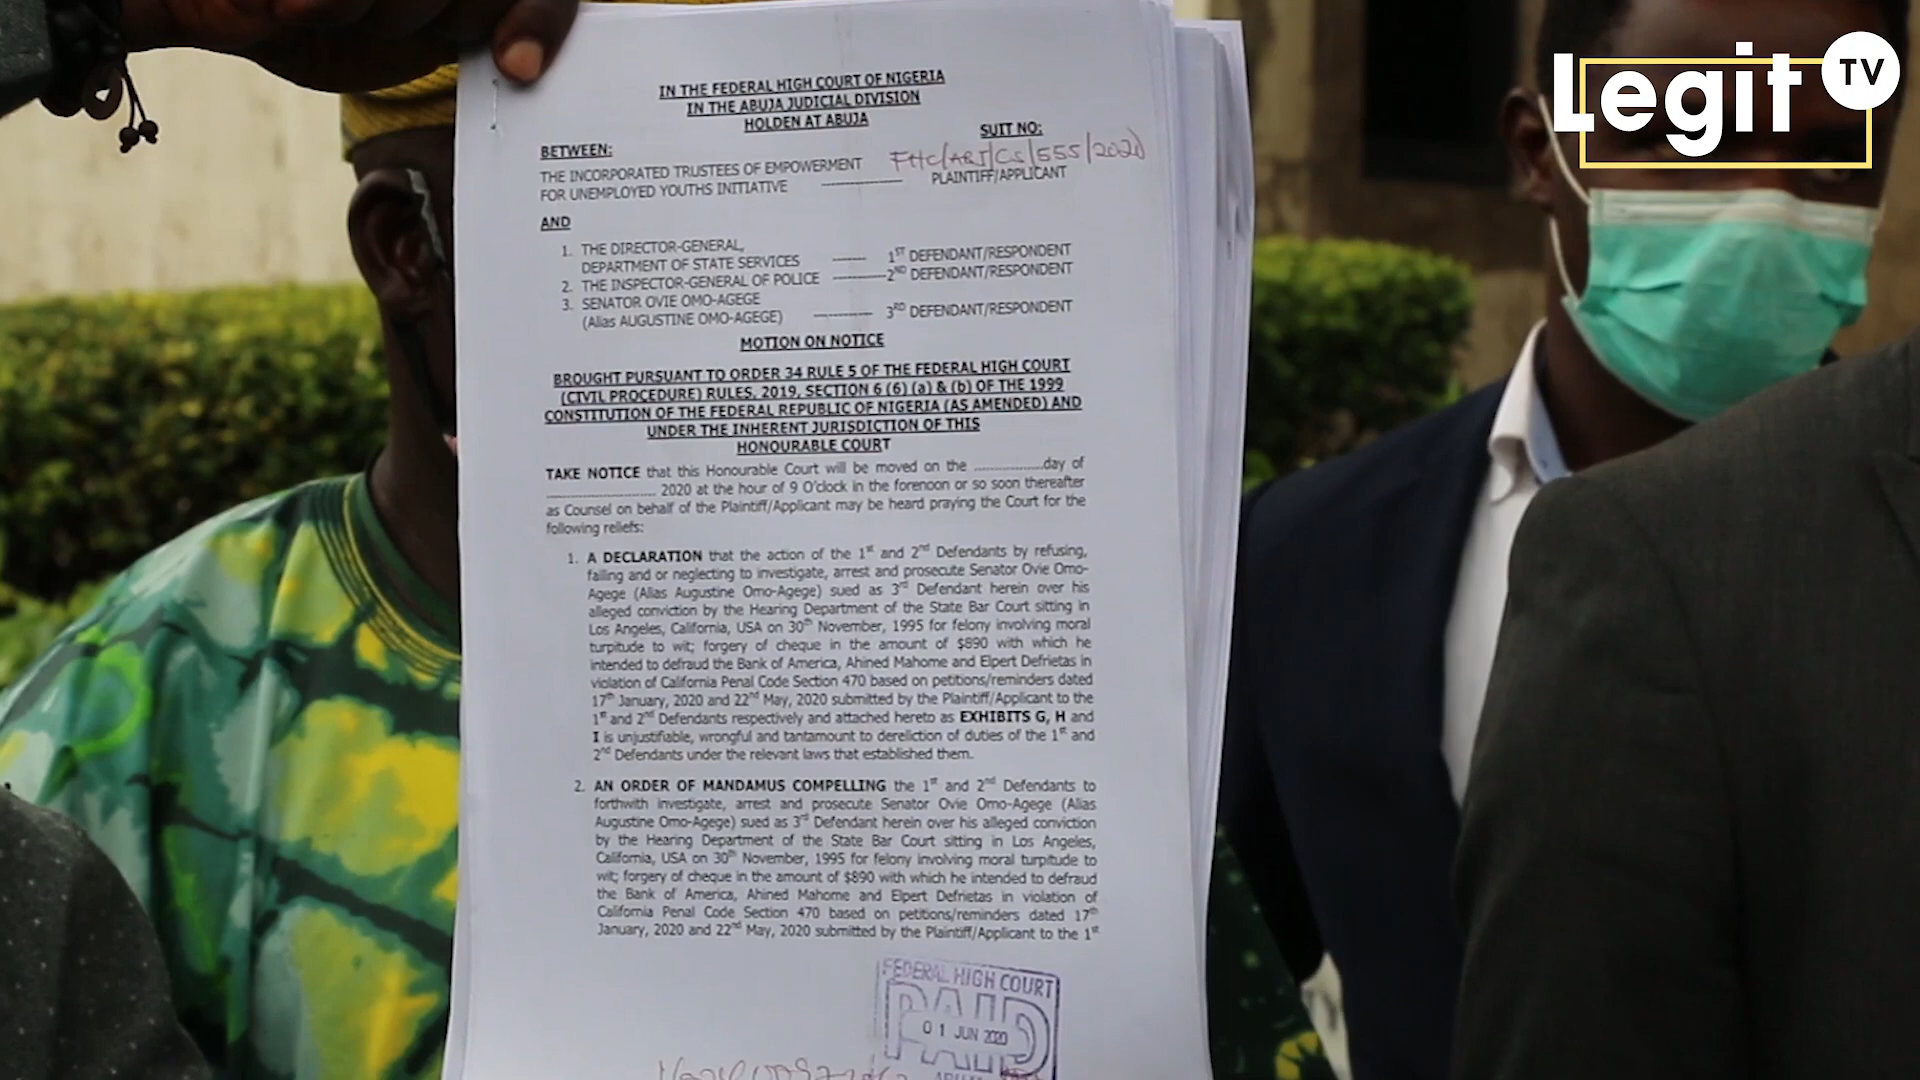 Legit TV
IN THE FEDERAL HIGH COURT OF NIGERIA
IN THE ABUJA JUDICIAL DIVISION
HOLDEN AT ABUJA
SUIT NO:
FHC/ABJ/CS/555/2020
BETWEEN:
THE INCORPORATED TRUSTEES OF EMPOWERMENT
FOR UNEMPLOYED YOUTHS INITIATIVE ---------------- PLAINTIFF/APPLICANT
AND
1. THE DIRECTOR-GENERAL,
DEPARTMENT OF STATE SERVICES ------- 1ST DEFENDANT/RESPONDENT
2. THE INSPECTOR-GENERAL OF POLICE -----------2ND DEFENDANT/RESPONDENT
3. SENATOR OVIE OMO-AGEGE
(Alias AUGUSTINE OMO-AGEGE) ------------ 3RD DEFENDANT/RESPONDENT
MOTION ON NOTICE
BROUGHT PURSUANT TO ORDER 34 RULE 5 OF THE FEDERAL HIGH COURT
(CIVIL PROCEDURE) RULES, 2019, SECTION 6 (6) (a) & (b) OF THE 1999
CONSTITUTION OF THE FEDERAL REPUBLIC OF NIGERIA (AS AMENDED) AND
UNDER THE INHERENT JURISDICTION OF THIS
HONOURABLE COURT
TAKE NOTICE that this Honourable Court will be moved on the ..................day of
............................ 2020 at the hour of 9 O'clock in the forenoon or so soon thereafter
as Counsel on behalf of the Plaintiff/Applicant may be heard praying the Court for the
following reliefs:
1. A DECLARATION that the action of the 1st and 2nd Defendants by refusing,
failing and or neglecting to investigate, arrest and prosecute Senator Ovie Omo-
Agege (Alias Augustine Omo-Agege) sued as 3rd Defendant herein over his
alleged conviction by the Hearing Department of the State Bar Court sitting in
Los Angeles, California, USA on 30th November, 1995 for felony involving moral
turpitude to wit; forgery of cheque in the amount of $890 with which he
intended to defraud the Bank of America, Ahined Mahome and Elpert Defrietas in
violation of California Penal Code Section 470 based on petitions/reminders dated
17th January, 2020 and 22nd May, 2020 submitted by the Plaintiff/Applicant to the
1st and 2nd Defendants respectively and attached hereto as EXHIBITS G, H and
I is unjustifiable, wrongful and tantamount to dereliction of duties of the 1st and
2nd Defendants under the relevant laws that established them.
2. AN ORDER OF MANDAMUS COMPELLING the 1st and 2nd Defendants to
forthwith investigate, arrest and prosecute Senator Ovie Omo-Agege (Alias
Augustine Omo-Agege) sued as 3rd Defendant herein over his alleged conviction
by the Hearing Department of the State Bar Court sitting in Los Angeles,
California, USA on 30th November, 1995 for felony involving moral turpitude to
wit; forgery of cheque in the amount of $890 with which he intended to defraud
the Bank of America, Ahined Mahome and Elpert Defrietas in violation of
California Penal Code Section 470 based on petitions/reminders dated 17th
January, 2020 and 22nd May, 2020 submitted by the Plaintiff/Applicant to the 1st
FEDERAL HIGH COURT
PAID
01 JUN 2020